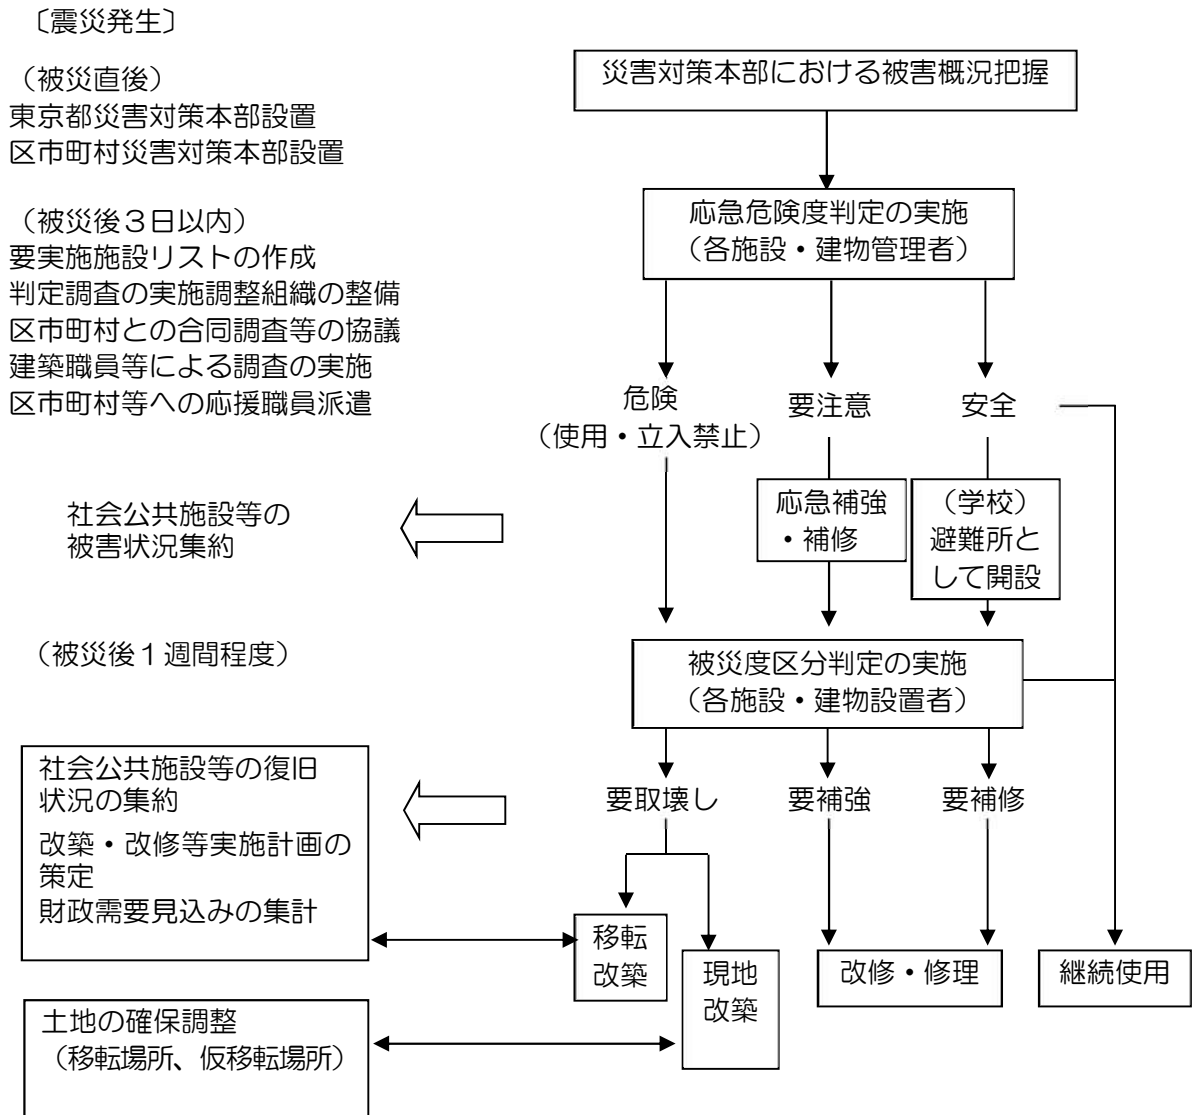 〔震災発生〕
（被災直後）
東京都災害対策本部設置
区市町村災害対策本部設置
（被災後３日以内）
要実施施設リストの作成
判定調査の実施調整組織の整備
区市町村との合同調査等の協議
建築職員等による調査の実施
区市町村等への応援職員派遣
社会公共施設等の
被害状況集約
（被災後１週間程度）
社会公共施設等の復旧
状況の集約
改築・改修等実施計画の
策定
財政需要見込みの集計
土地の確保調整
（移転場所、仮移転場所）
災害対策本部における被害概況把握
応急危険度判定の実施
（各施設・建物管理者）
危険
（使用・立入禁止）
要注意
安全
応急補強
・補修
（学校）
避難所と
して開設
被災度区分判定の実施
（各施設・建物設置者）
要取壊し
要補強
要補修
移転
改築
現地
改築
改修・修理
継続使用